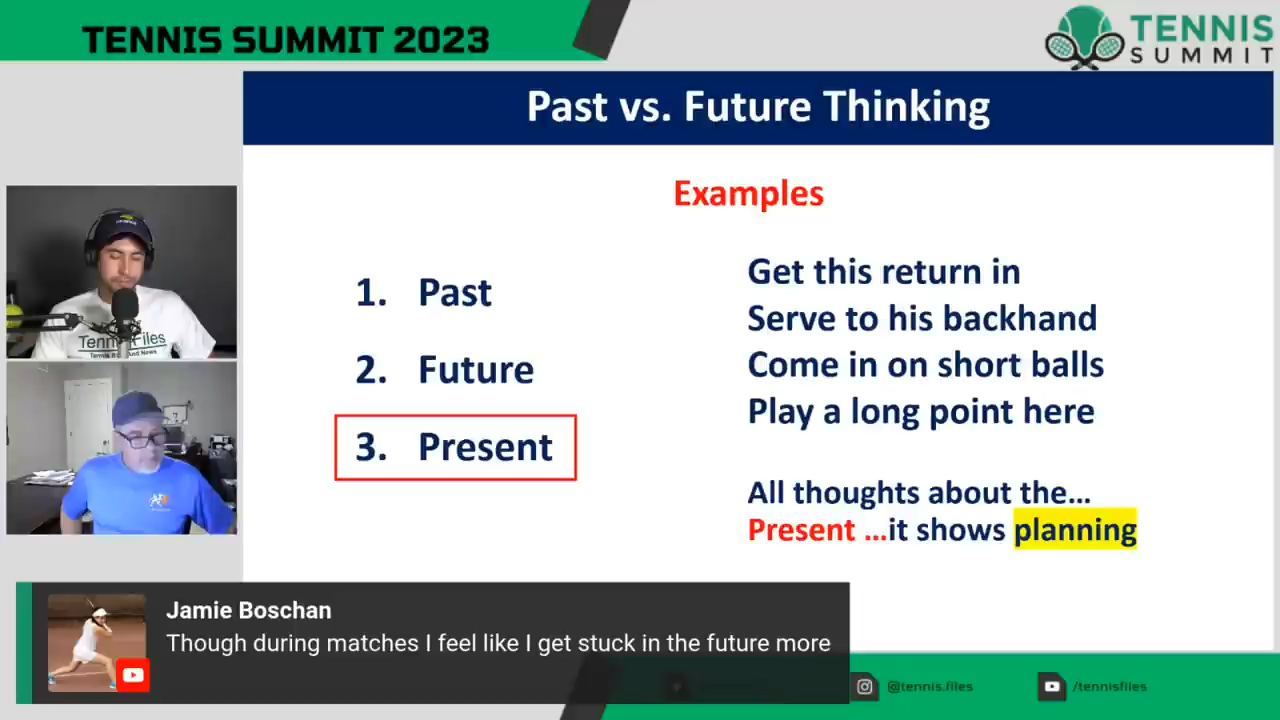 TENNIS SUMMIT 2023
TENNIS
SUMMIT
Past vs. Future Thinking
Examples
1. Past
2. Future
3. Present
Get this return in
Serve to his backhand
Come in on short balls
Play a long point here
All thoughts about the…
Present …it shows planning
Tennis Files
Jamie Boschan
Though during matches I feel like I get stuck in the future more
@tennis.files
/tennisfiles